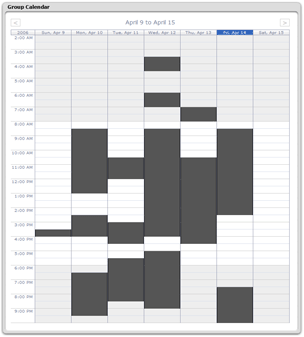 Group Calendar
< April 9 to April 15 >
2006 Sun, Apr 9 Mon, Apr 10 Tue, Apr 11 Wed, Apr 12 Thu, Apr 13 Fri, Apr 14 Sat, Apr 15
2:00 AM
3:00 AM
4:00 AM
5:00 AM
6:00 AM
7:00 AM
8:00 AM
9:00 AM
10:00 AM
11:00 AM
12:00 PM
1:00 PM
2:00 PM
3:00 PM
4:00 PM
5:00 PM
6:00 PM
7:00 PM
8:00 PM
9:00 PM